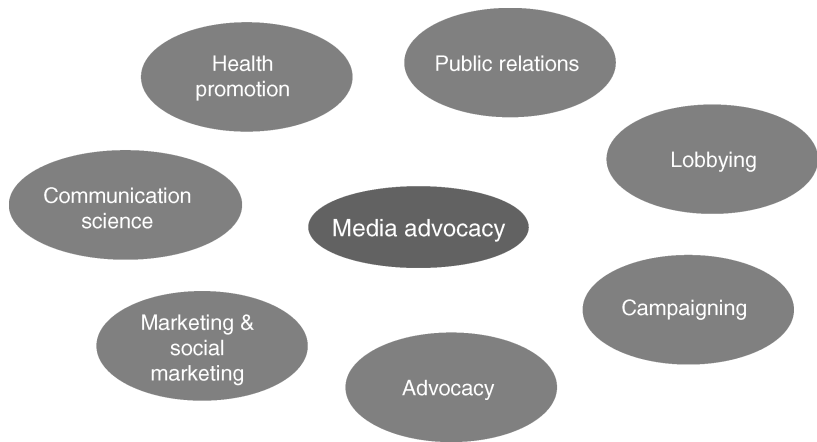 Health
promotion
Public relations
Lobbying
Communication
science
Media advocacy
Campaigning
Marketing &
social
marketing
Advocacy